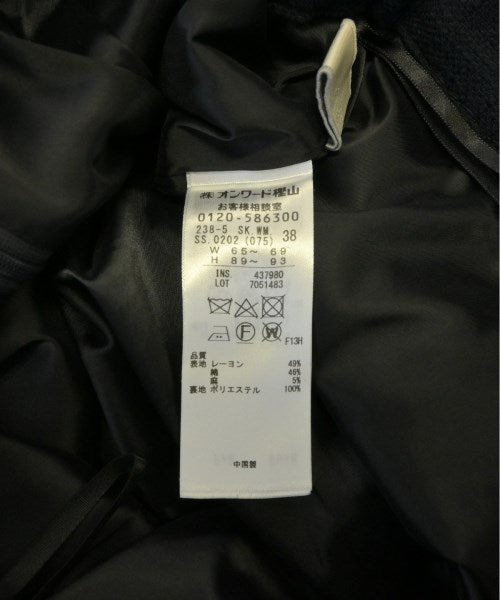 ㈱オンワード樫山
お客様相談室
0120-586300
238-5 SK.WM
SS.0202 (075) 38
W 65~ 69
H 89~ 93
INS 437980
LOT 7051483
F W
F13H
品質
表地 レーヨン 49%
綿 46%
麻 5%
裏地 ポリエステル 100%
中国製